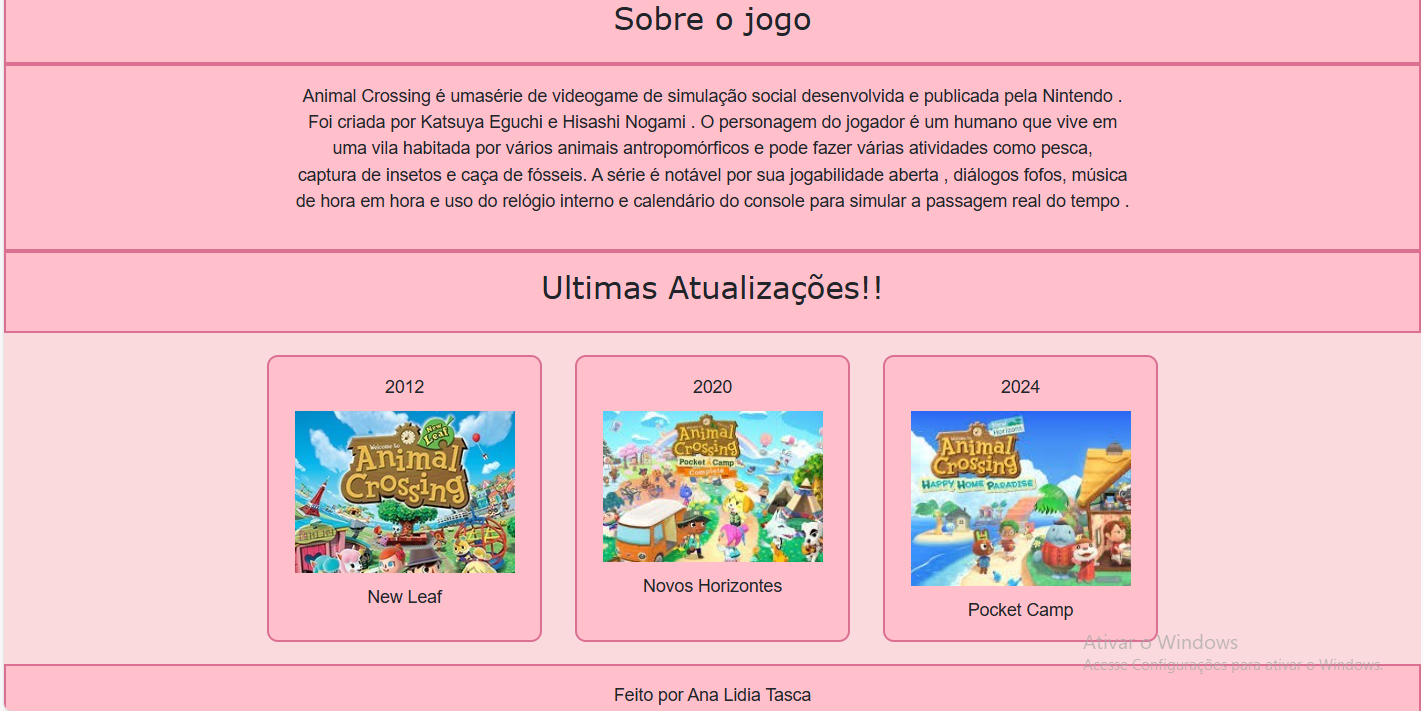 Sobre o jogo
Animal Crossing é umasérie de videogame de simulação social desenvolvida e publicada pela Nintendo .
Foi criada por Katsuya Eguchi e Hisashi Nogami . O personagem do jogador é um humano que vive em
uma vila habitada por vários animais antropomórficos e pode fazer várias atividades como pesca,
captura de insetos e caça de fósseis. A série é notável por sua jogabilidade aberta , diálogos fofos, música
de hora em hora e uso do relógio interno e calendário do console para simular a passagem real do tempo .
Ultimas Atualizações!!
2012
Welcome to
New
Leaf
Animal
Crossing
New Leaf
2020
Animal
Crossing
Pocket Camp
Complete
Novos Horizontes
2024
Horizons
Animal
Crossing
HAPPY HOME PARADISE
Pocket Camp
Ativar o Windows
Acesse Configurações para ativar o Windows.
Feito por Ana Lidia Tasca